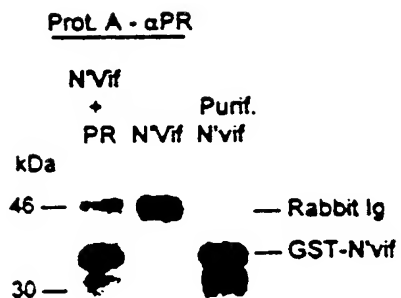 Prot. A - αPR
N'Vif
+
PR
N'Vif
Purif.
N'vif
kDa
46
Rabbit Ig
GST-N'vif
30